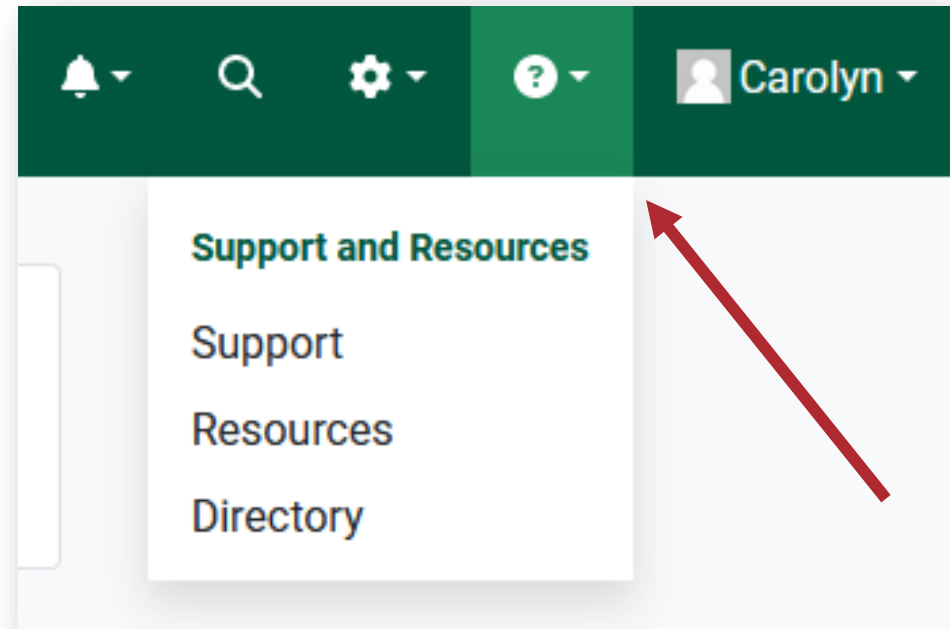 Carolyn
Support and Resources
Support
Resources
Directory